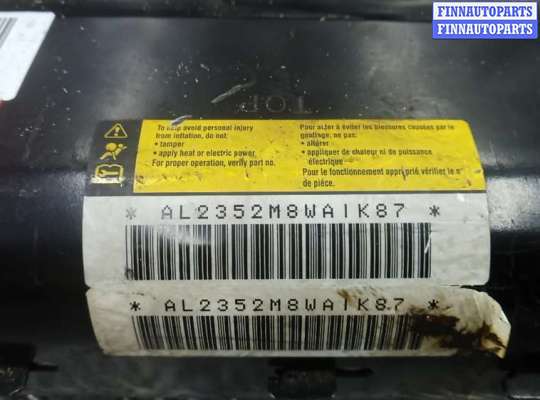 FINNAUTOPARTS
FINNAUTOPARTS
TOP
To help avoid personal injury
from inflation, do not:
• tamper
• apply heat or electric power.
For proper operation, verify part no.
Pour aider à éviter les blessures causées par le
gonflage, ne pas:
• altérer
• appliquer de chaleur ni de puissance
électrique.
Pour le fonctionnement approprié vérifier le n°
de pièce.
* AL2352M8WAIK87 *
* AL2352M8WAIK87 *